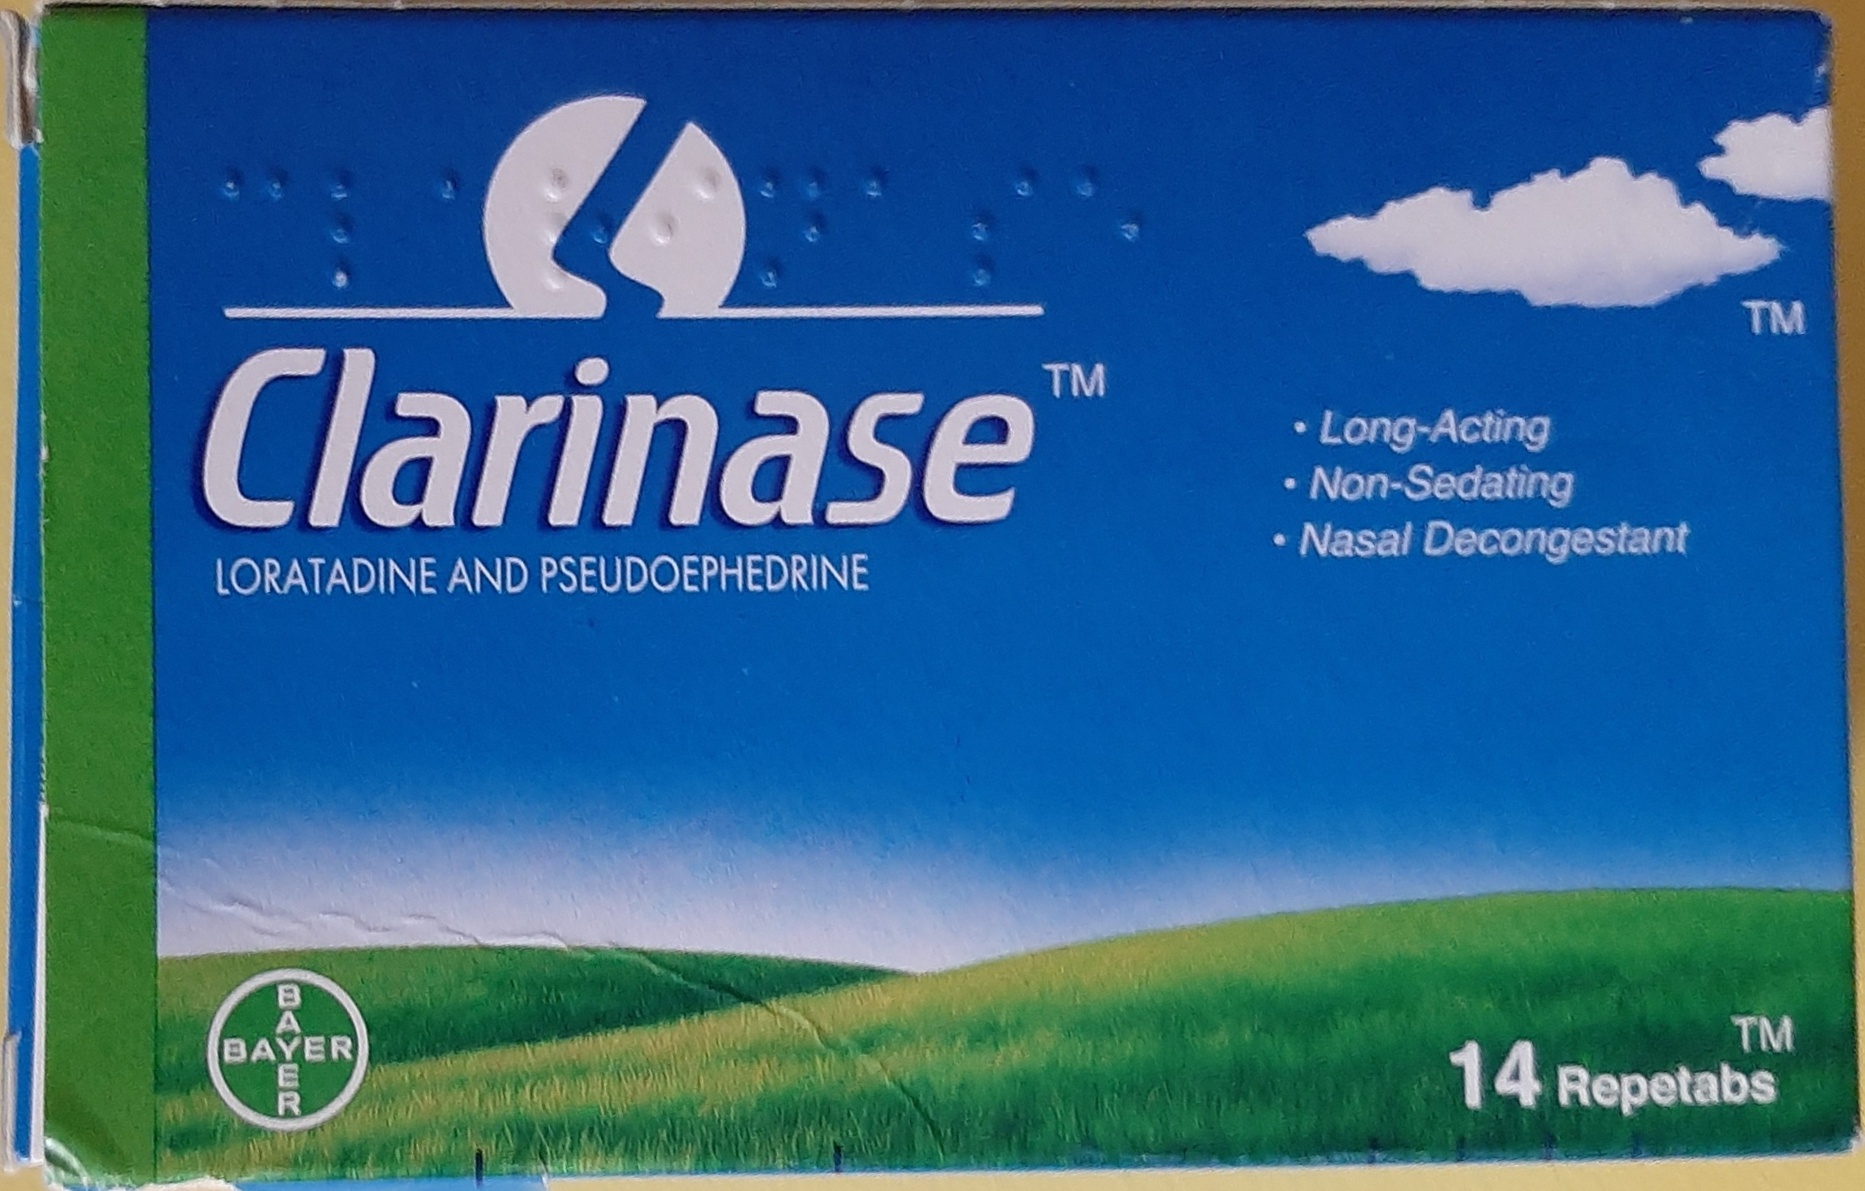 Clarinase™
LORATADINE AND PSEUDOEPHEDRINE
TM
• Long-Acting
• Non-Sedating
• Nasal Decongestant
BAYER
BAYER
14 Repetabs™